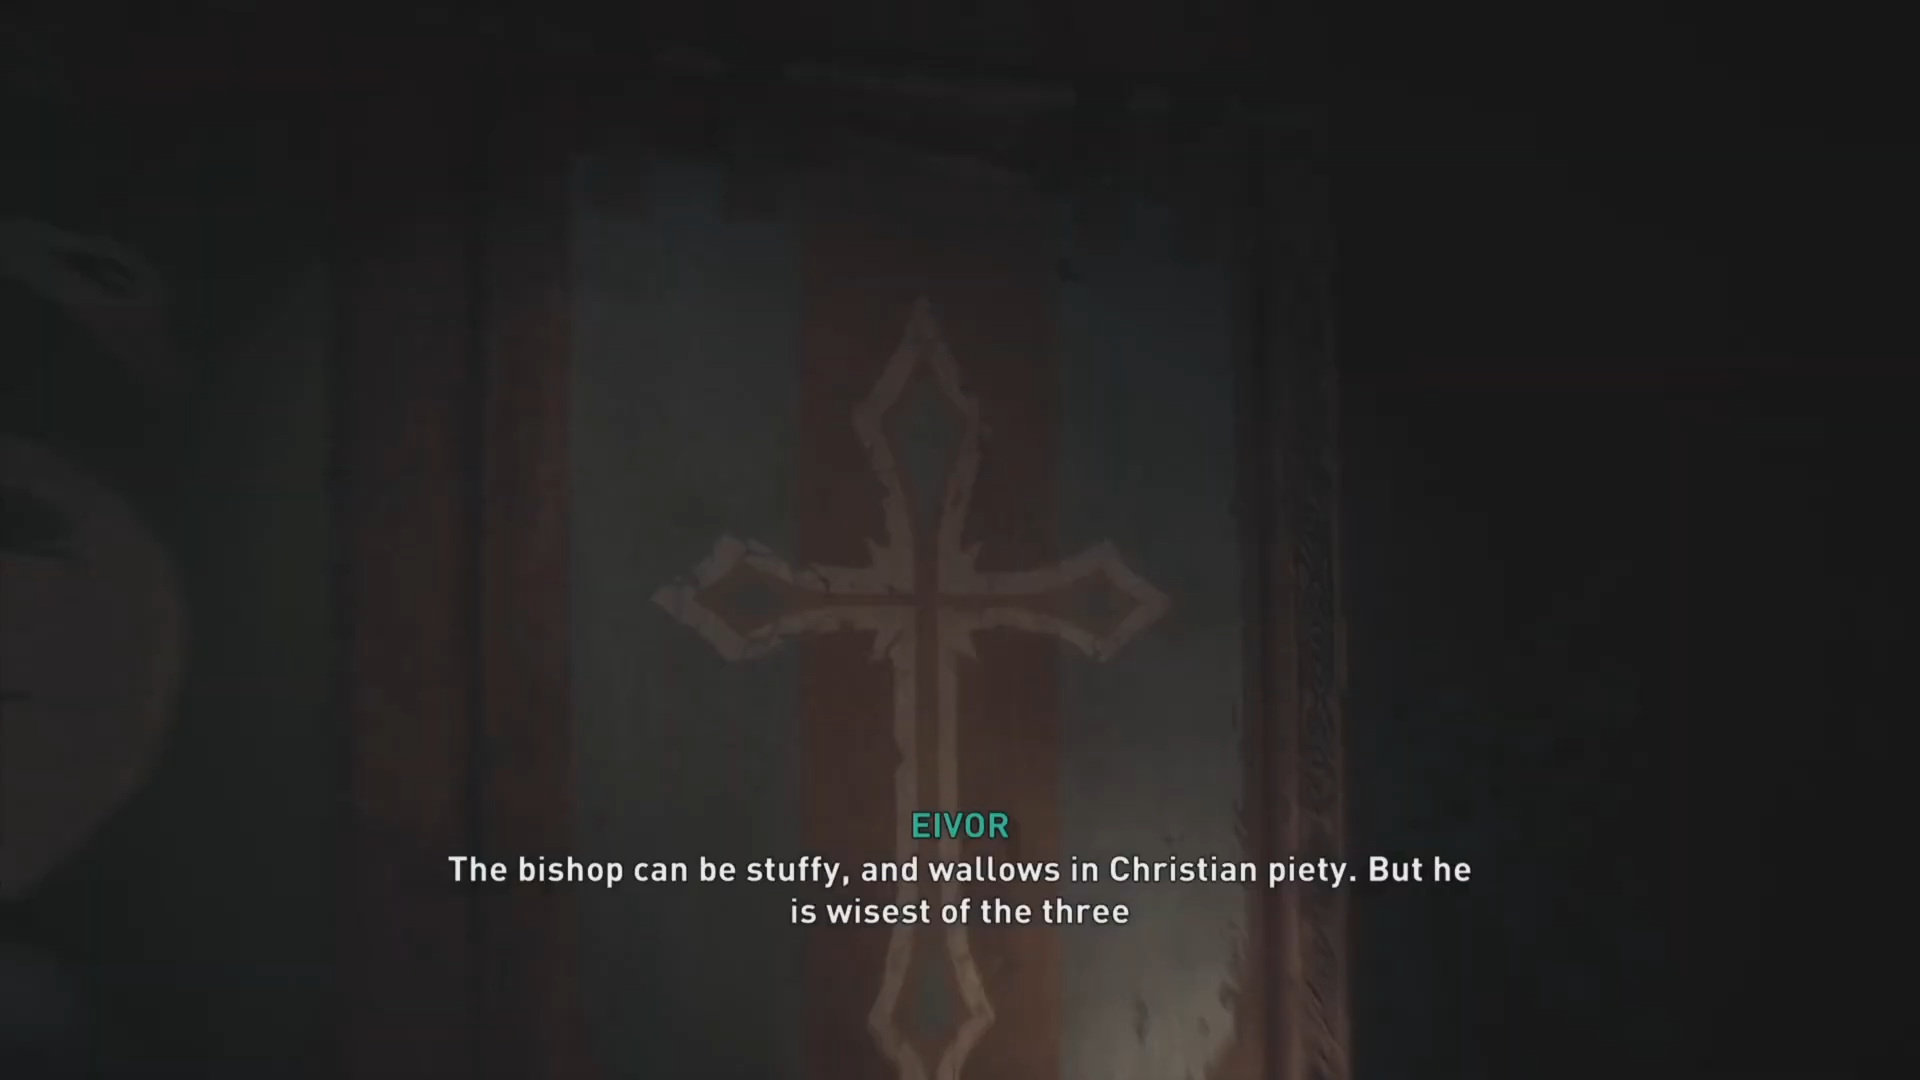 EIVOR
The bishop can be stuffy, and wallows in Christian piety. But he
is wisest of the three